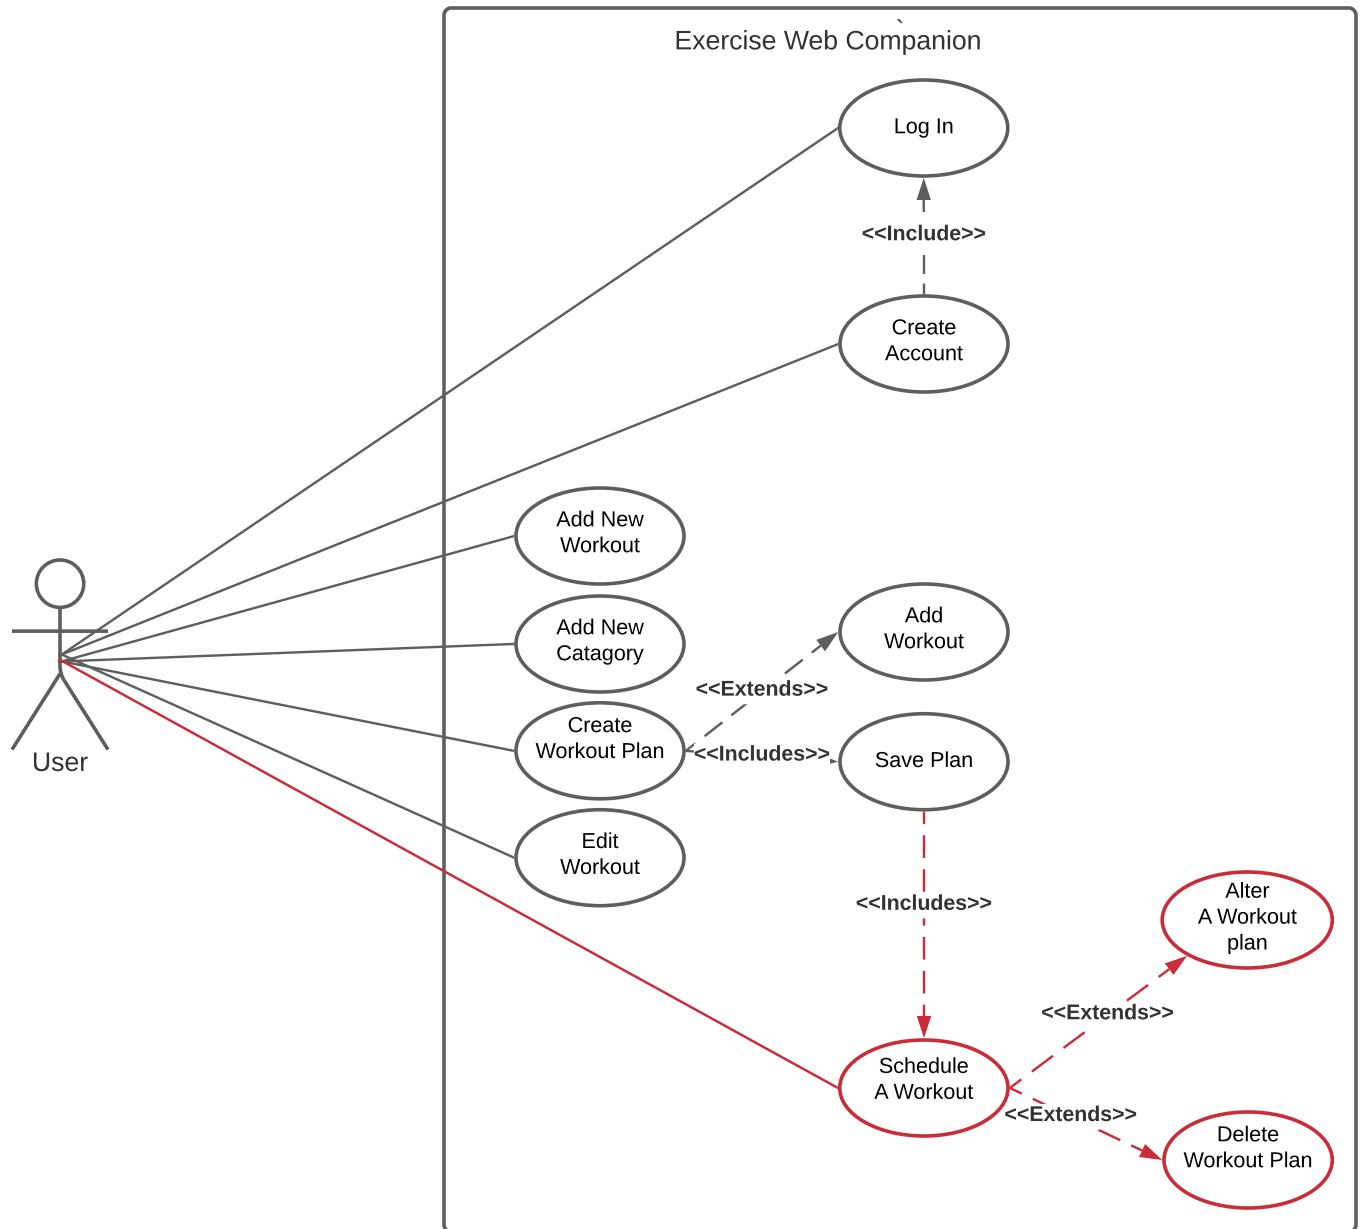 `
Exercise Web Companion
Log In
<<Include>>
Create
Account
Add New
Workout
Add New
Catagory
Add
Workout
<<Extends>>
Create
Workout Plan
<<Includes>>
Save Plan
User
Edit
Workout
<<Includes>>
Alter
A Workout
plan
<<Extends>>
Schedule
A Workout
<<Extends>>
Delete
Workout Plan